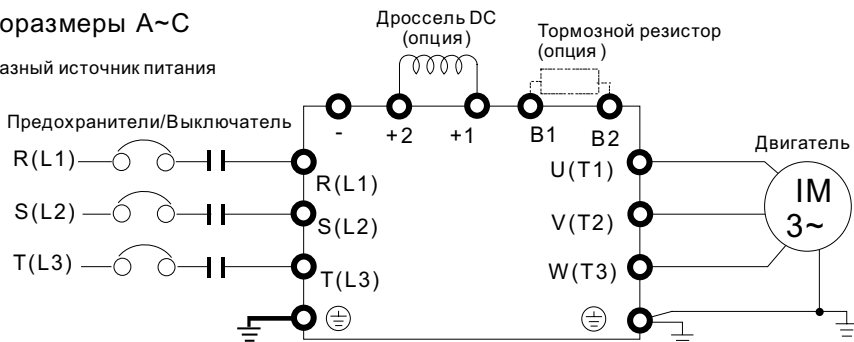 оразмеры A~C
азный источник питания
Дроссель DC
(опция)
Тормозной резистор
(опция )
Предохранители/Выключатель
- +2 +1 B1 B2
Двигатель
R(L1) R(L1) U(T1)
IM
3~
S(L2) S(L2) V(T2)
T(L3) T(L3) W(T3)